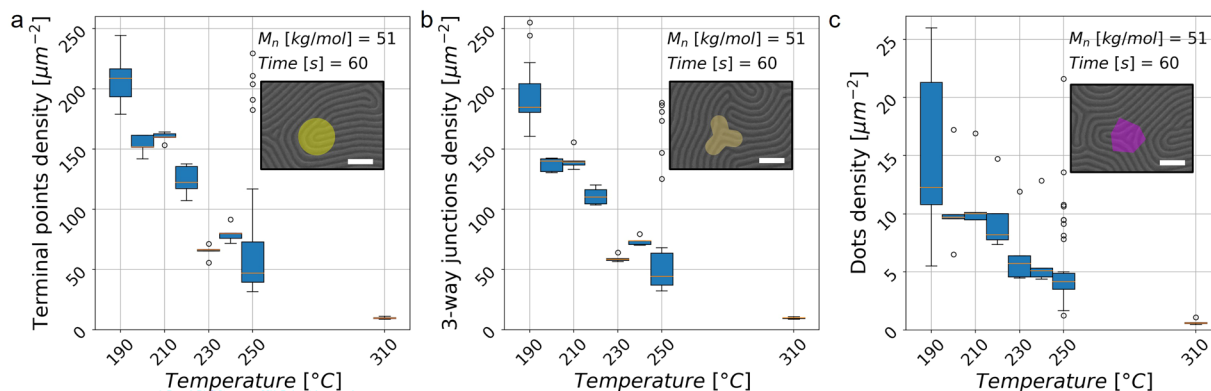 a
Terminal points density [μm⁻²]
250
200
150
100
50
0
M_n [kg/mol] = 51
Time [s] = 60
190
210
230
250
310
Temperature [°C]
b
3-way junctions density [μm⁻²]
250
200
150
100
50
0
M_n [kg/mol] = 51
Time [s] = 60
190
210
230
250
310
Temperature [°C]
c
Dots density [μm⁻²]
25
20
15
10
5
0
M_n [kg/mol] = 51
Time [s] = 60
190
210
230
250
310
Temperature [°C]